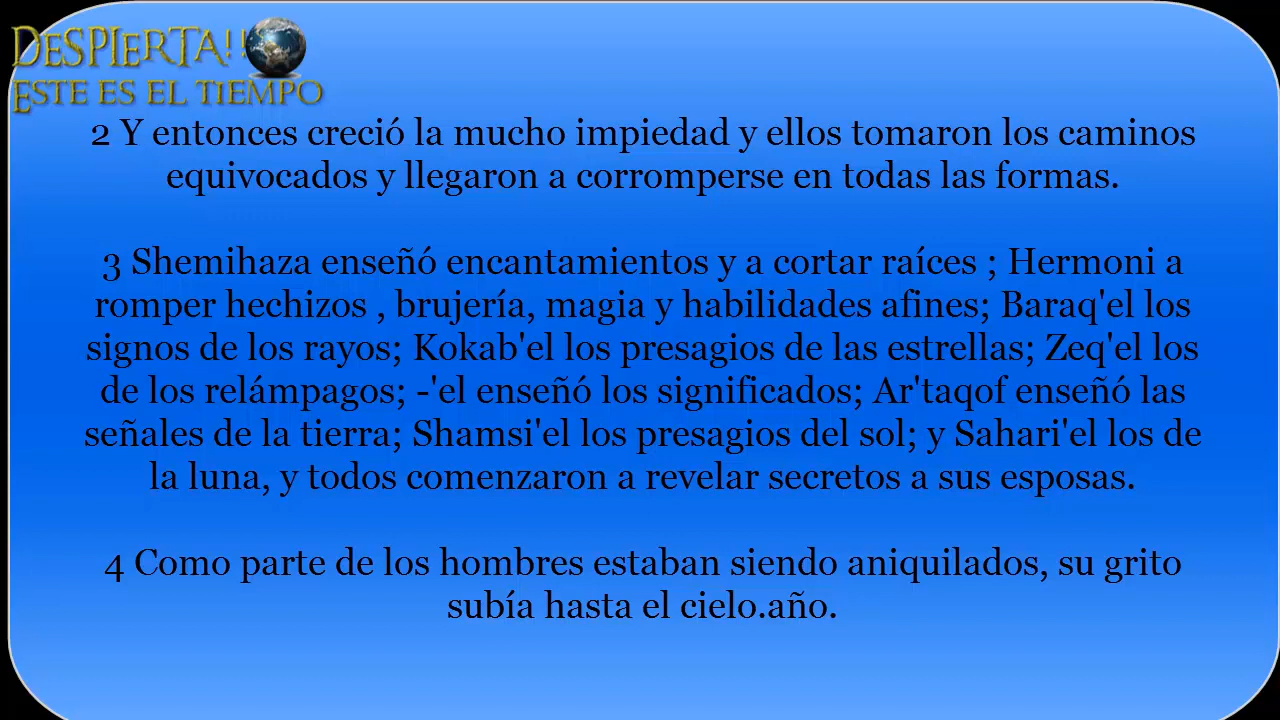 DESPIERTA!!
ESTE ES EL TIEMPO
2 Y entonces creció la mucho impiedad y ellos tomaron los caminos
equivocados y llegaron a corromperse en todas las formas.
3 Shemihaza enseñó encantamientos y a cortar raíces ; Hermoni a
romper hechizos , brujería, magia y habilidades afines; Baraq'el los
signos de los rayos; Kokab'el los presagios de las estrellas; Zeq'el los
de los relámpagos; -'el enseñó los significados; Ar'taqof enseñó las
señales de la tierra; Shamsi'el los presagios del sol; y Sahari'el los de
la luna, y todos comenzaron a revelar secretos a sus esposas.
4 Como parte de los hombres estaban siendo aniquilados, su grito
subía hasta el cielo.año.